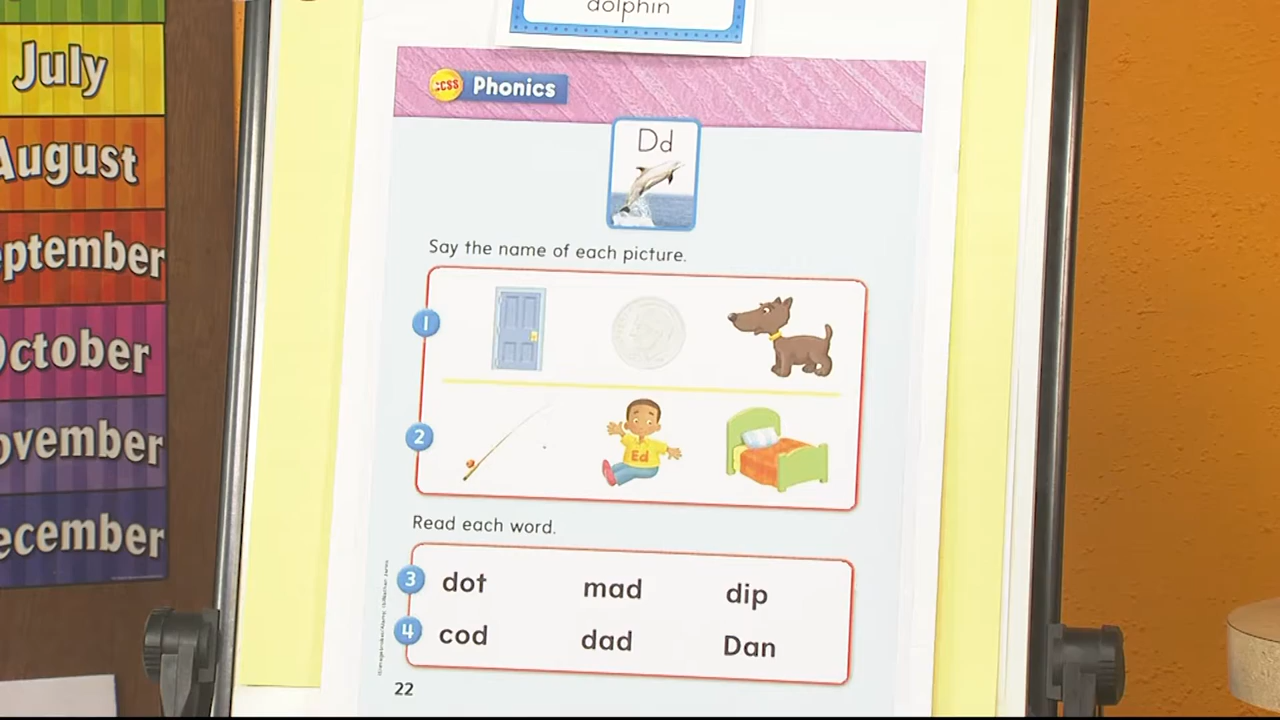 dolphin
July
August
ptember
October
ovember
ecember
CCSS Phonics
Dd
Say the name of each picture.
1
2
Ed
Read each word.
3 dot mad dip
4 cod dad Dan
22